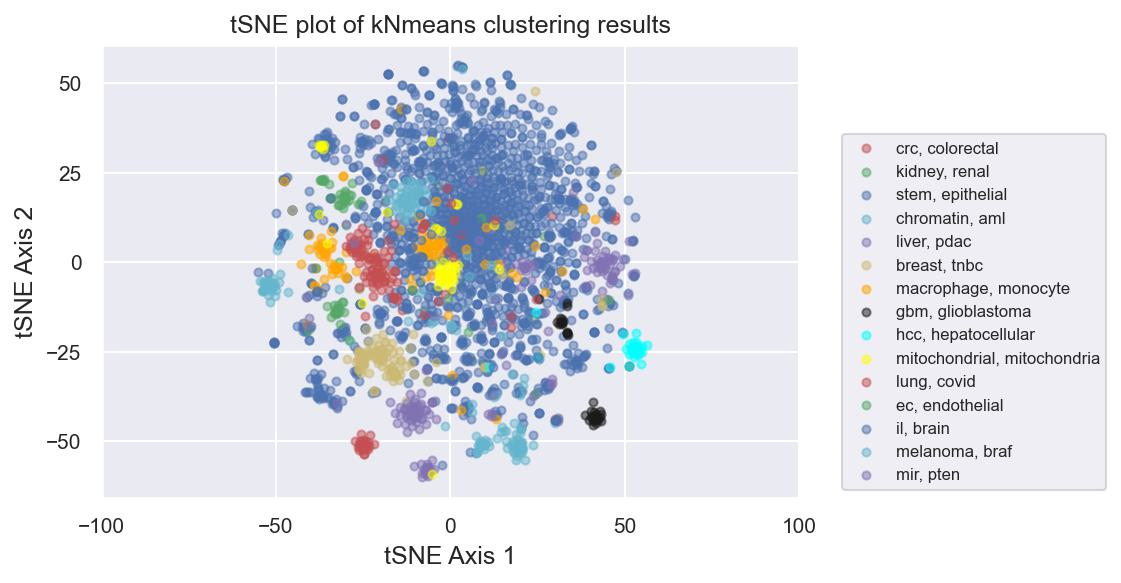 tSNE plot of kNmeans clustering results
50
25
0
−25
−50
−100
−50
0
50
100
tSNE Axis 2
tSNE Axis 1
crc, colorectal
kidney, renal
stem, epithelial
chromatin, aml
liver, pdac
breast, tnbc
macrophage, monocyte
gbm, glioblastoma
hcc, hepatocellular
mitochondrial, mitochondria
lung, covid
ec, endothelial
il, brain
melanoma, braf
mir, pten